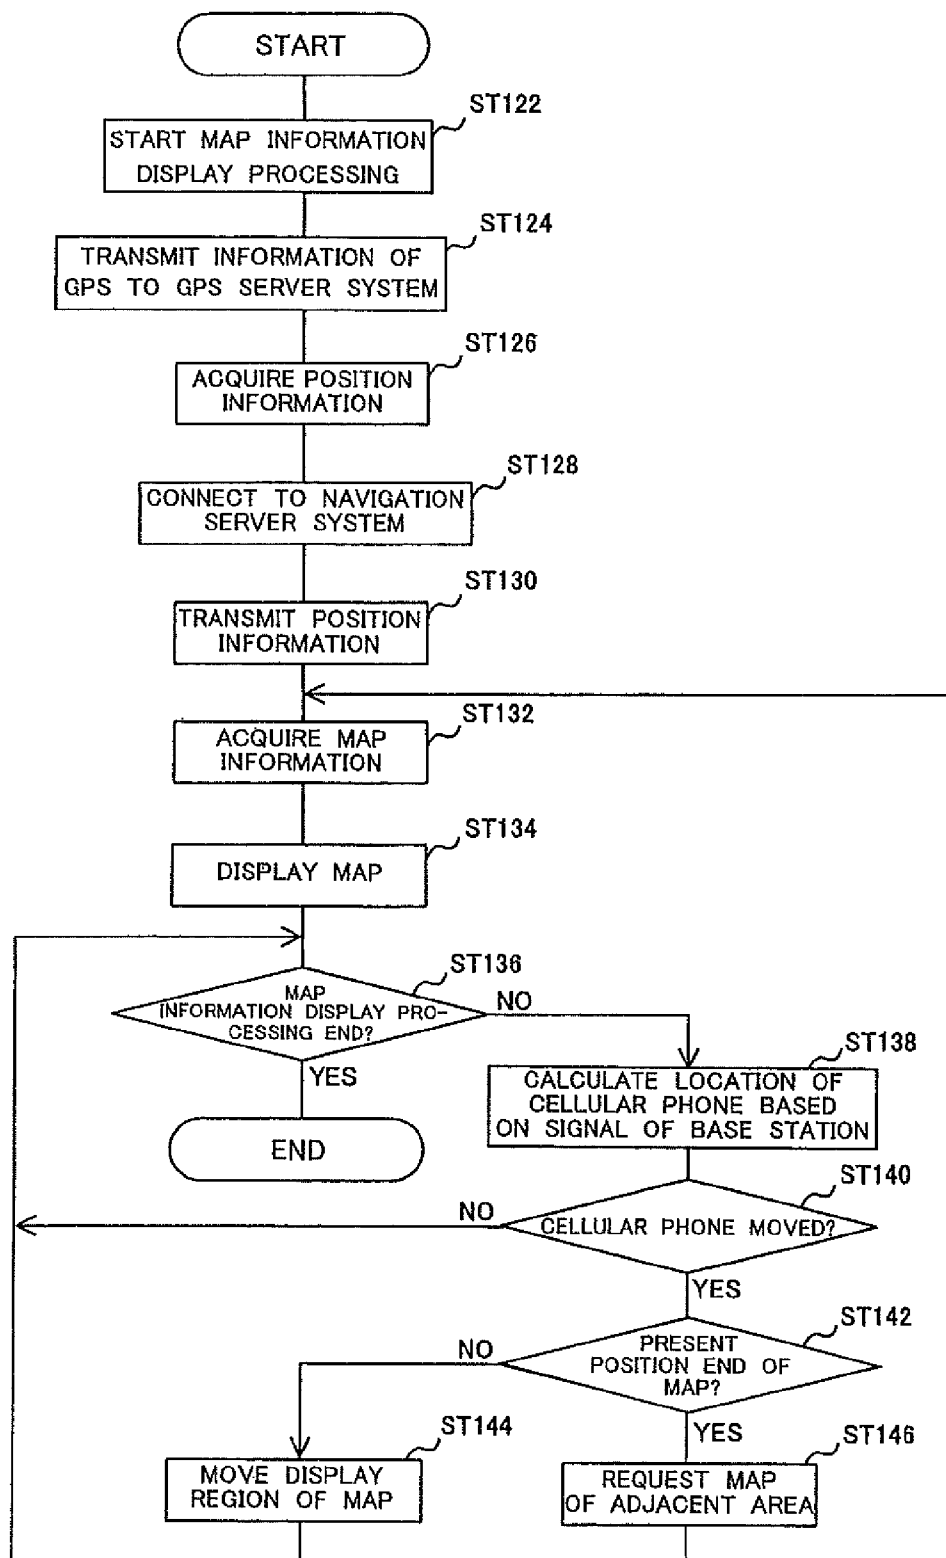 START
ST122
START MAP INFORMATION
DISPLAY PROCESSING
ST124
TRANSMIT INFORMATION OF
GPS TO GPS SERVER SYSTEM
ST126
ACQUIRE POSITION
INFORMATION
ST128
CONNECT TO NAVIGATION
SERVER SYSTEM
ST130
TRANSMIT POSITION
INFORMATION
ST132
ACQUIRE MAP
INFORMATION
ST134
DISPLAY MAP
ST136
MAP
INFORMATION DISPLAY PRO-
CESSING END?
NO
YES
END
ST138
CALCULATE LOCATION OF
CELLULAR PHONE BASED
ON SIGNAL OF BASE STATION
ST140
CELLULAR PHONE MOVED?
NO
YES
ST142
PRESENT
POSITION END OF
MAP?
NO
YES
ST144
MOVE DISPLAY
REGION OF MAP
ST146
REQUEST MAP
OF ADJACENT AREA